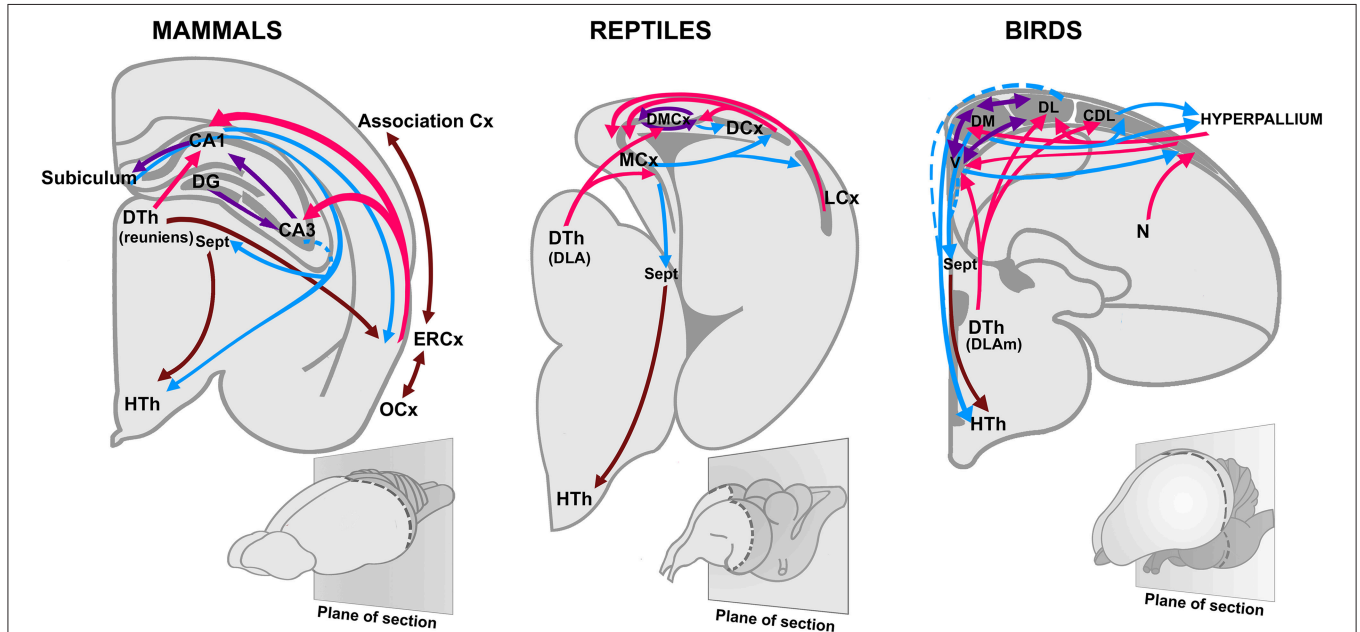 MAMMALS
Association Cx
CA1
Subiculum
DG
DTh
(reuniens)
Sept
CA3
ERCx
HTh
OCx
Plane of section
REPTILES
DMCx
DCx
MCx
LCx
DTh
(DLA)
Sept
HTh
Plane of section
BIRDS
DL
DM
CDL
HYPERPALLIUM
V
N
Sept
DTh
(DLAm)
HTh
Plane of section